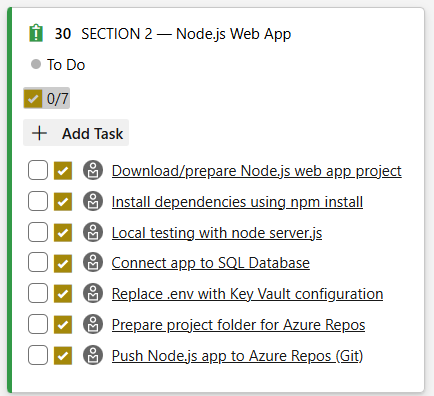 30 SECTION 2 — Node.js Web App
To Do
0/7
+ Add Task
Download/prepare Node.js web app project
Install dependencies using npm install
Local testing with node server.js
Connect app to SQL Database
Replace .env with Key Vault configuration
Prepare project folder for Azure Repos
Push Node.js app to Azure Repos (Git)